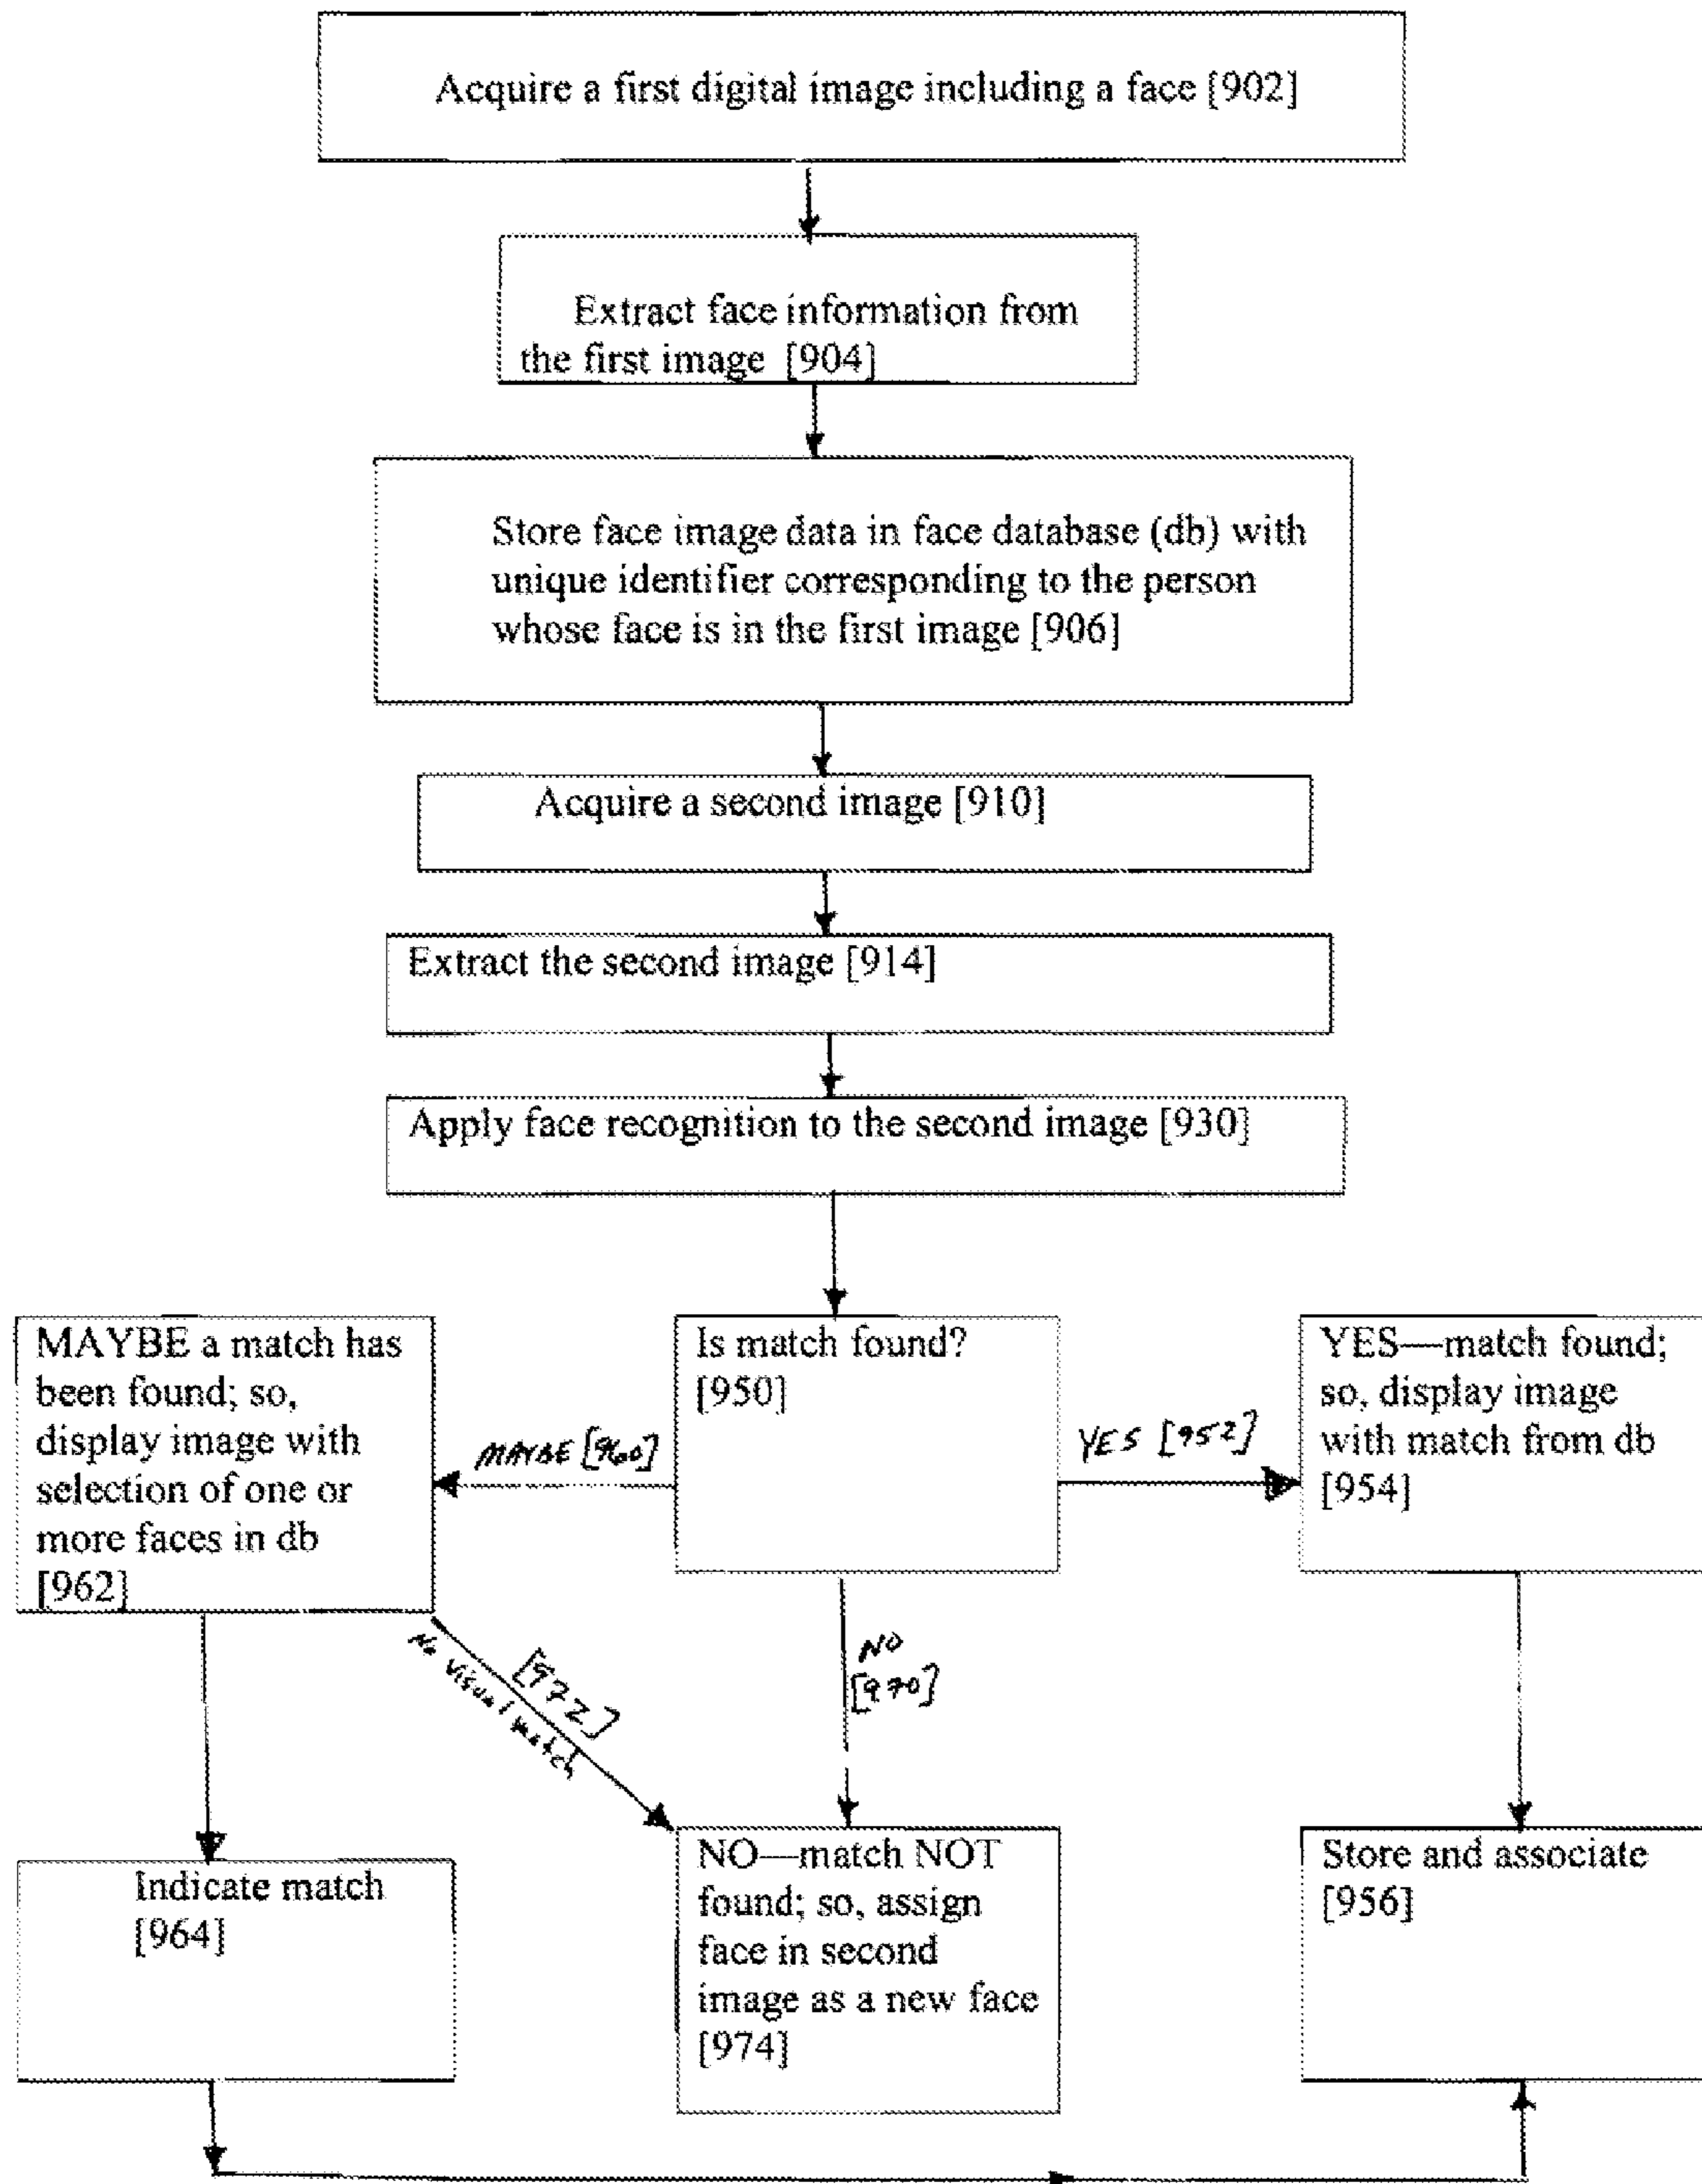 Acquire a first digital image including a face [902]
Extract face information from
the first image [904]
Store face image data in face database (db) with
unique identifier corresponding to the person
whose face is in the first image [906]
Acquire a second image [910]
Extract the second image [914]
Apply face recognition to the second image [930]
MAYBE a match has
been found; so,
display image with
selection of one or
more faces in db
[962]
MAYBE [960]
Is match found?
[950]
YES [952]
YES—match found;
so, display image
with match from db
[954]
[972]
No visual match
NO
[970]
Indicate match
[964]
NO—match NOT
found; so, assign
face in second
image as a new face
[974]
Store and associate
[956]